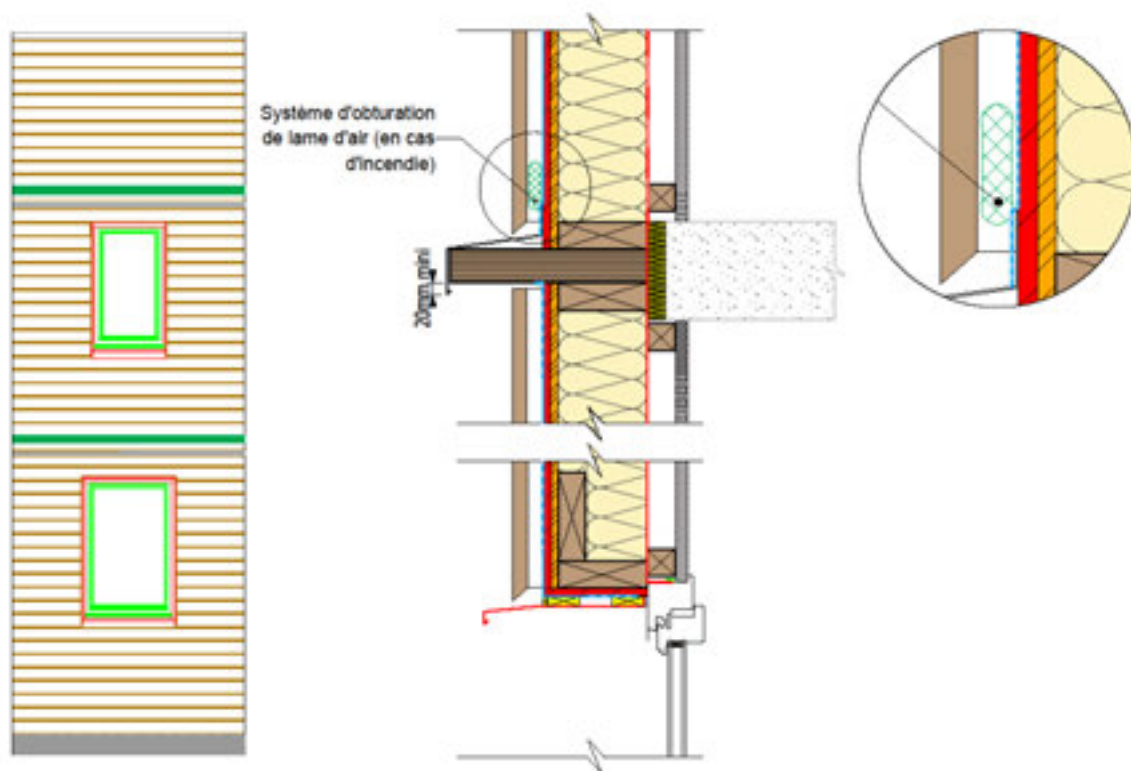 Système d'obturation
de lame d'air (en cas
d'incendie)
20mm mini